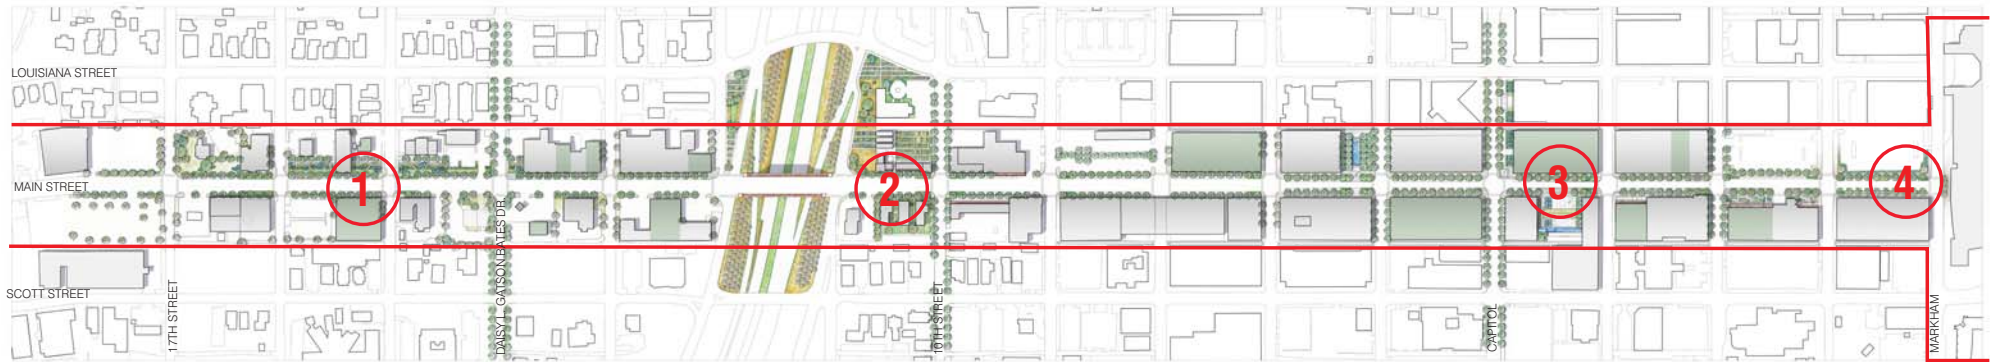 LOUISIANA STREET
MAIN STREET
SCOTT STREET
17TH STREET
DAISY L. GATSON BATES DR.
10TH STREET
CAPITOL
MARKHAM
1
2
3
4